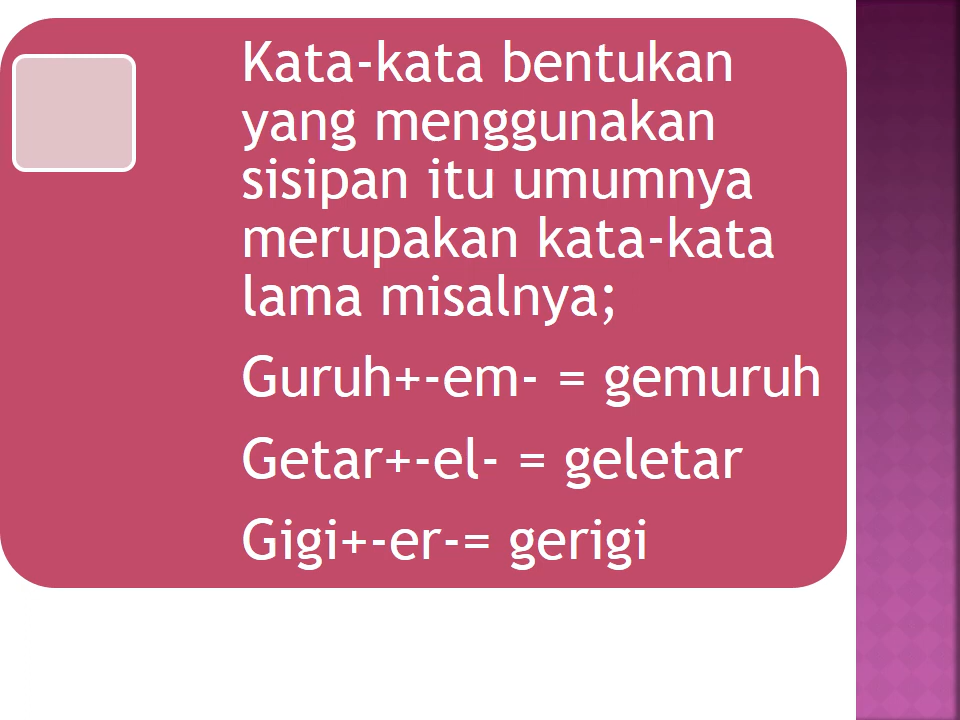 Kata-kata bentukan
yang menggunakan
sisipan itu umumnya
merupakan kata-kata
lama misalnya;
Guruh+-em- = gemuruh
Getar+-el- = geletar
Gigi+-er-= gerigi